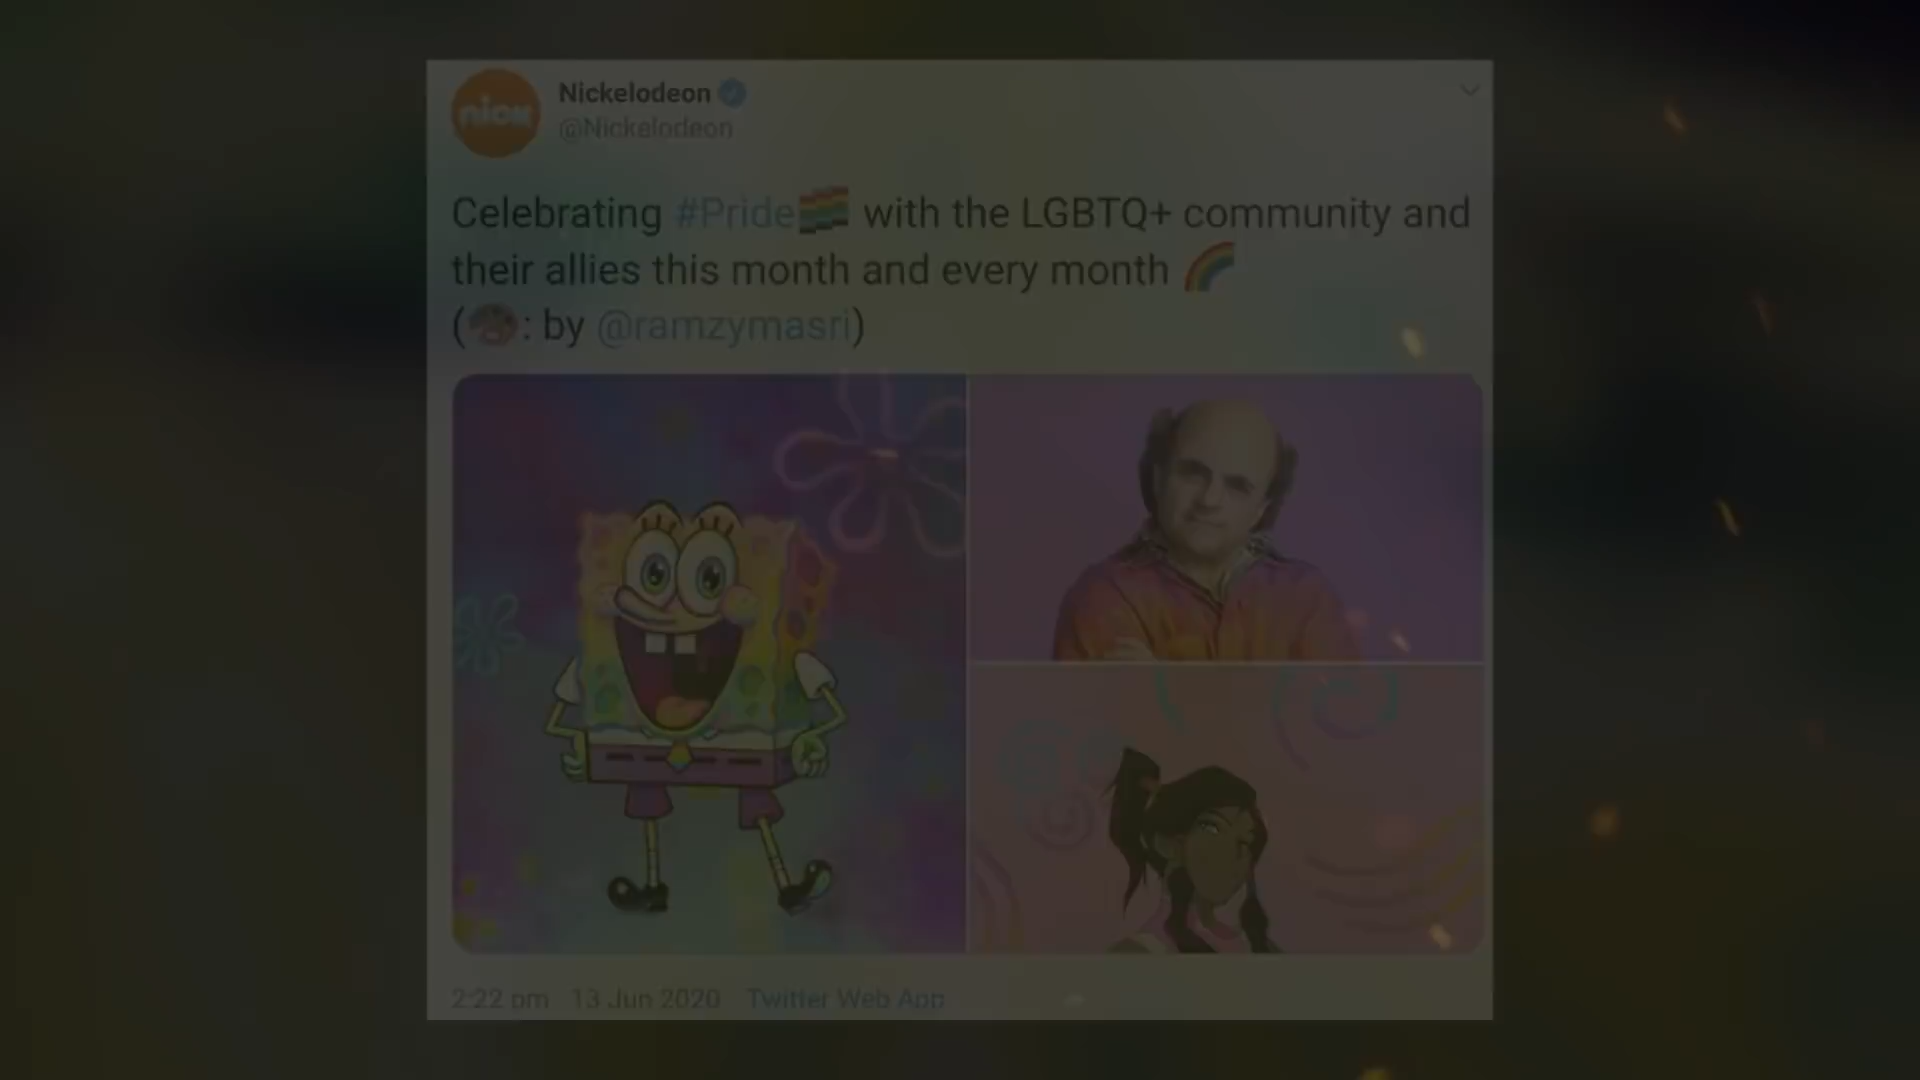 nick
Nickelodeon
@Nickelodeon
Celebrating #Pride🏳️‍🌈 with the LGBTQ+ community and
their allies this month and every month 🌈
(🎨: by @ramzymasri)
2:22 pm 13 Jun 2020 Twitter Web App